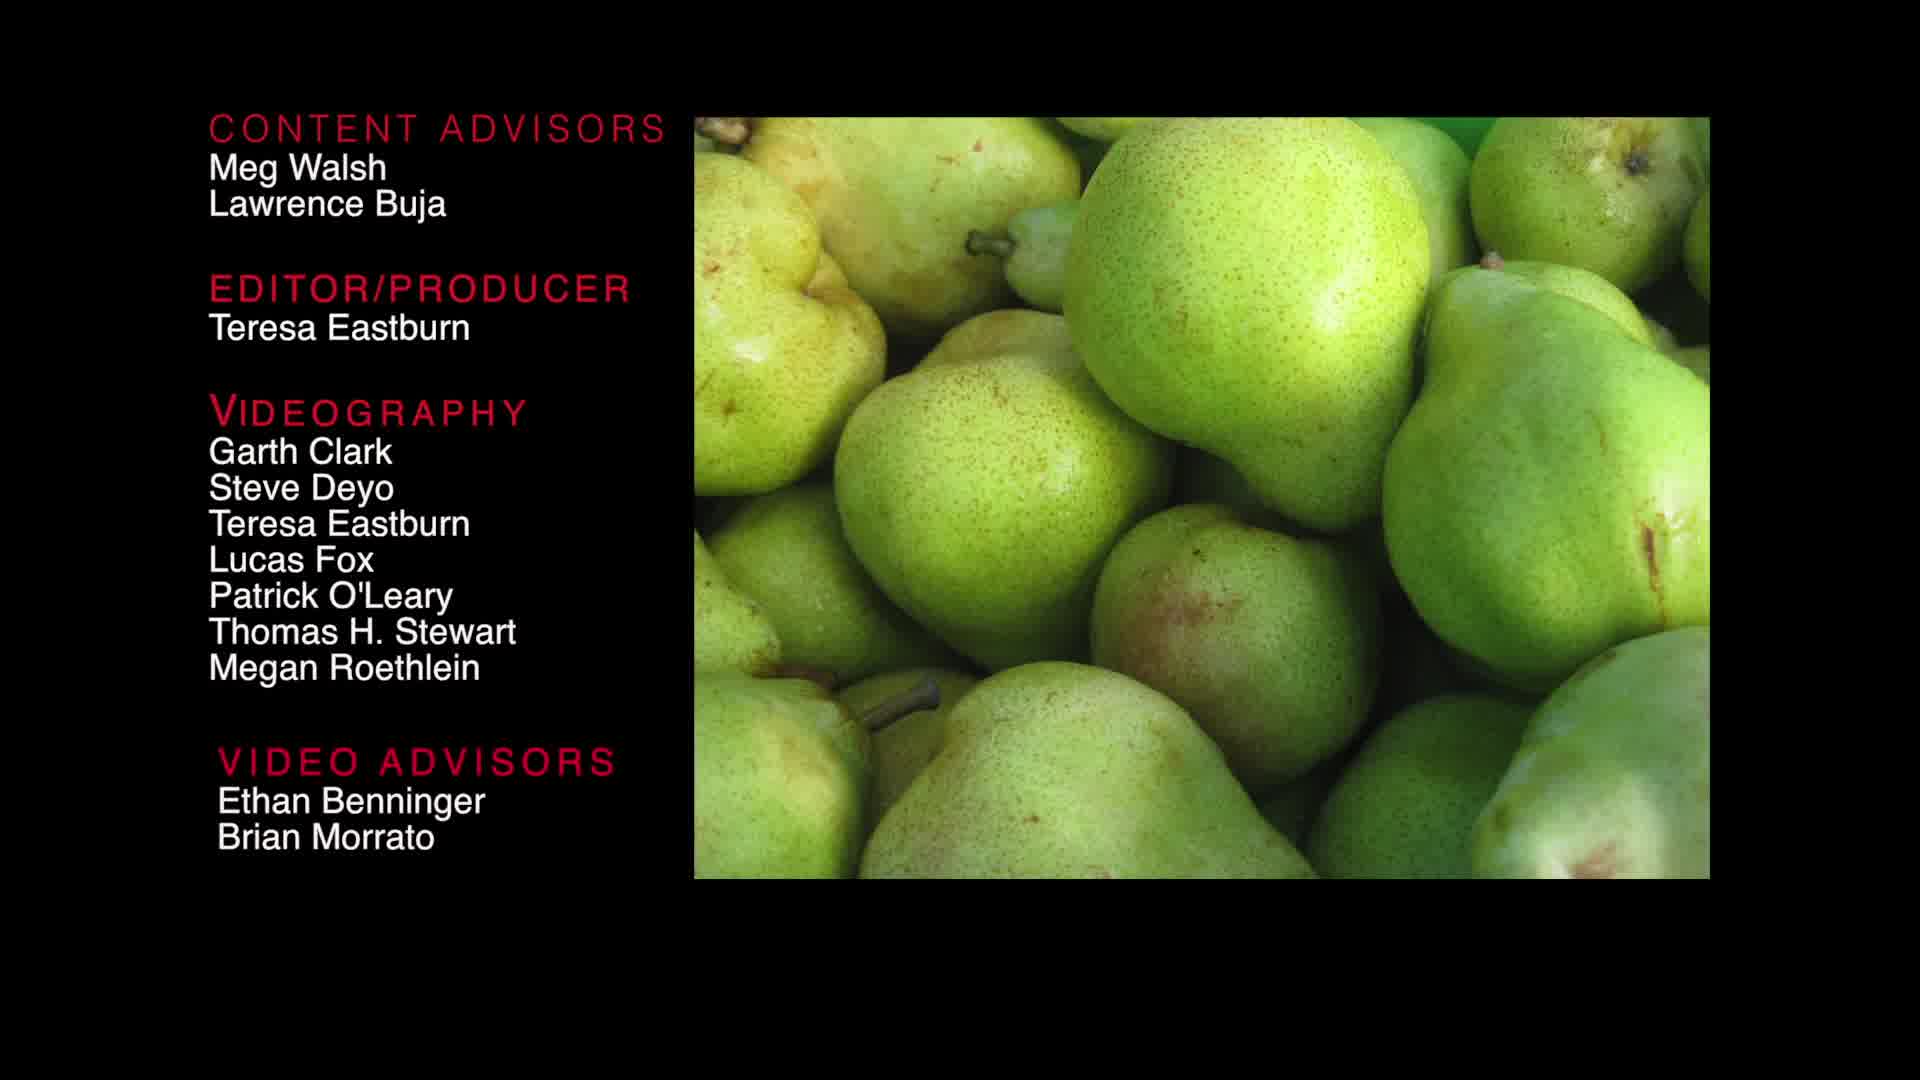 CONTENT ADVISORS
Meg Walsh
Lawrence Buja
EDITOR/PRODUCER
Teresa Eastburn
VIDEOGRAPHY
Garth Clark
Steve Deyo
Teresa Eastburn
Lucas Fox
Patrick O'Leary
Thomas H. Stewart
Megan Roethlein
VIDEO ADVISORS
Ethan Benninger
Brian Morrato